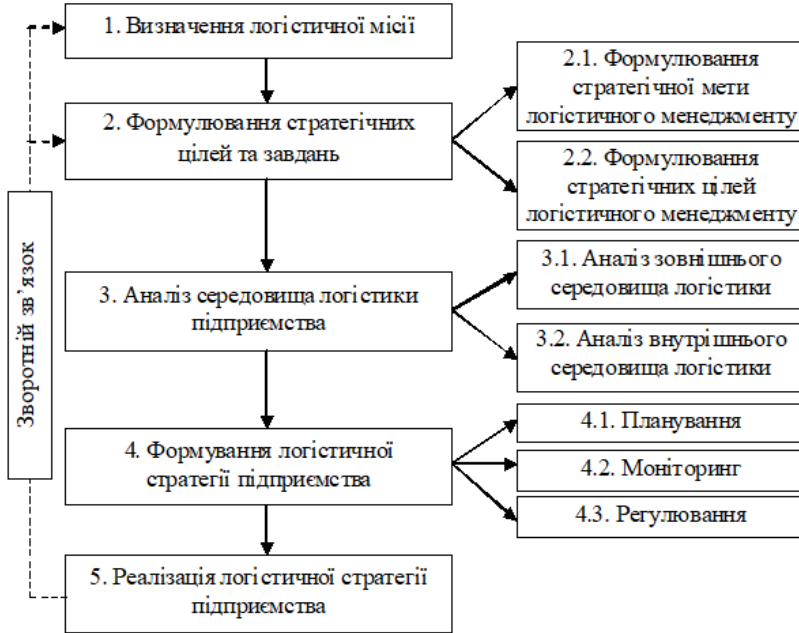 1. Визначення логістичної місії
2. Формулювання стратегічних
цілей та завдань
2.1. Формулювання
стратегічної мети
логістичного менеджменту
2.2. Формулювання
стратегічних цілей
логістичного менеджменту
3. Аналіз середовища логістики
підприємства
3.1. Аналіз зовнішнього
середовища логістики
3.2. Аналіз внутрішнього
середовища логістики
4. Формування логістичної
стратегії підприємства
4.1. Планування
4.2. Моніторинг
4.3. Регулювання
5. Реалізація логістичної стратегії
підприємства
Зворотній зв’язок